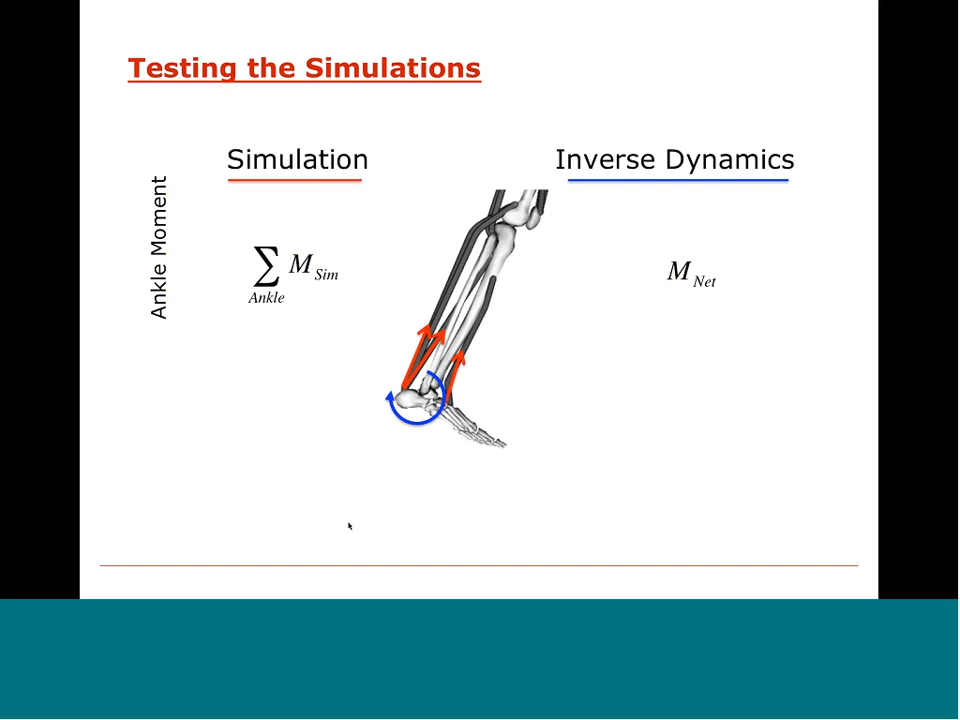 Testing the Simulations
Simulation
Inverse Dynamics
Ankle Moment
∑ M Sim
Ankle
M Net